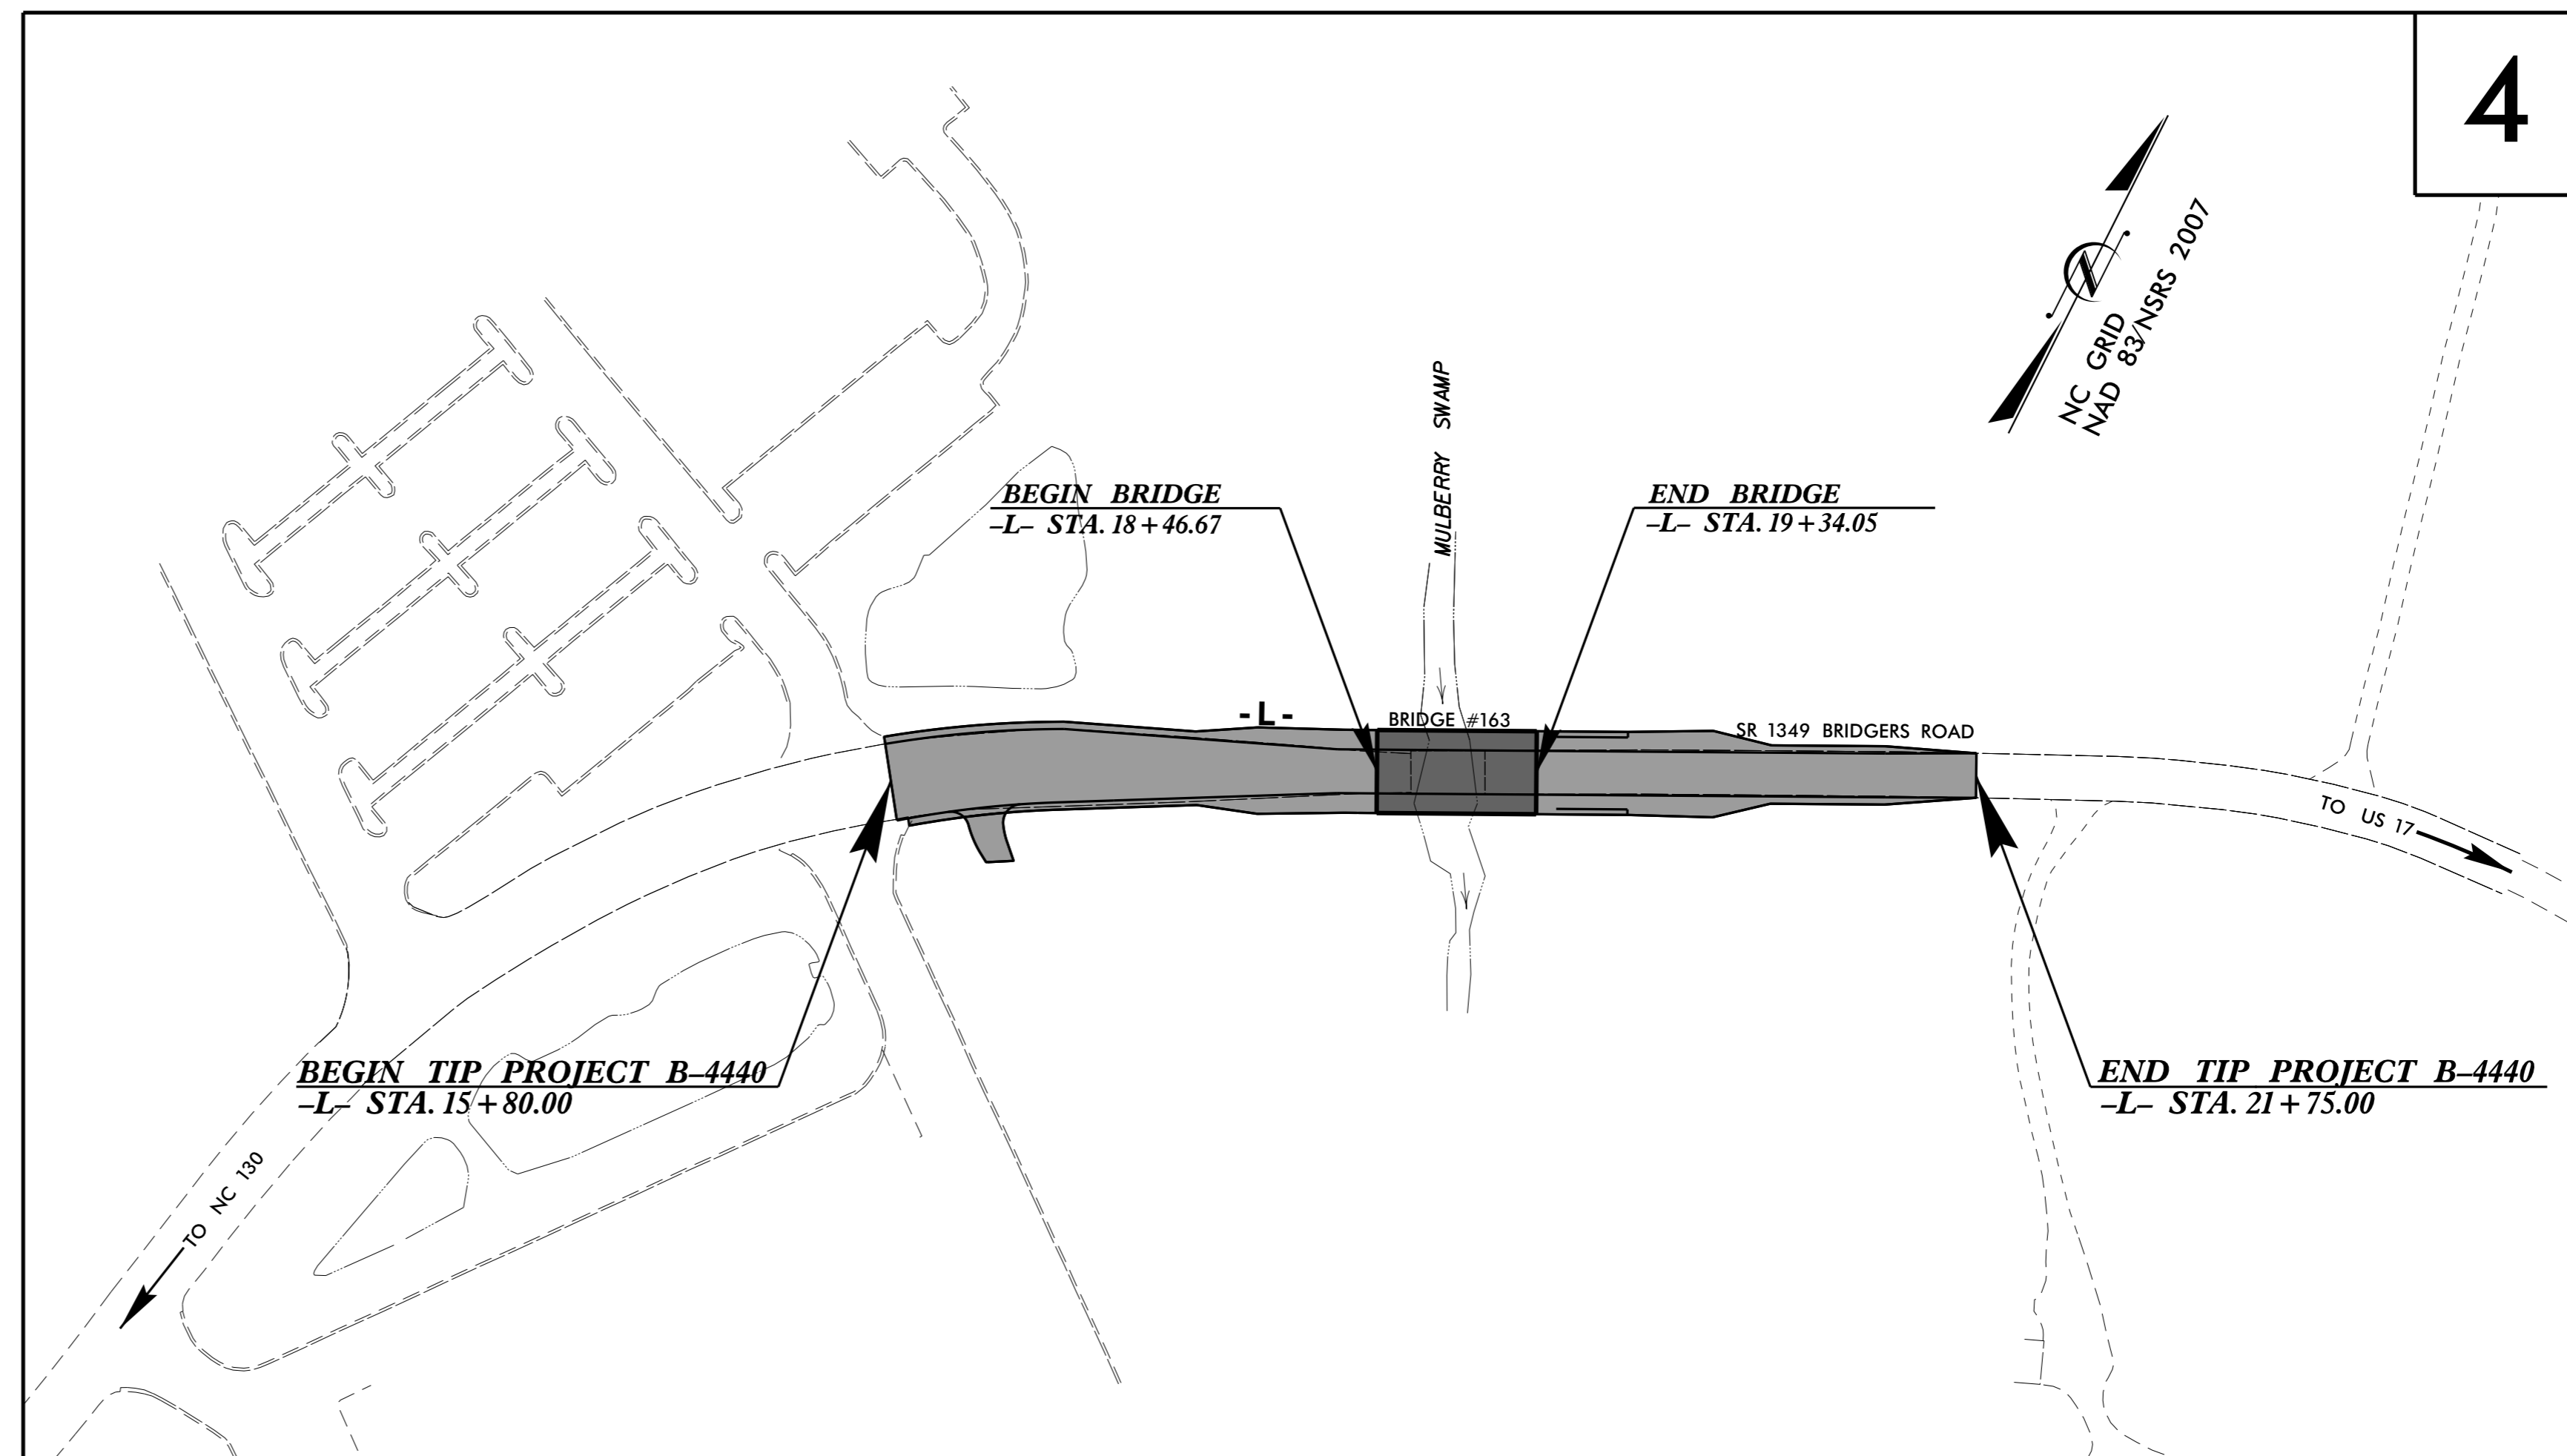 4
NC GRID
NAD 83/NSRS 2007
MULBERRY SWAMP
BEGIN BRIDGE
-L- STA. 18+46.67
END BRIDGE
-L- STA. 19+34.05
-L-
BRIDGE #163
SR 1349 BRIDGERS ROAD
TO US 17
BEGIN TIP PROJECT B-4440
-L- STA. 15+80.00
END TIP PROJECT B-4440
-L- STA. 21+75.00
TO NC 130